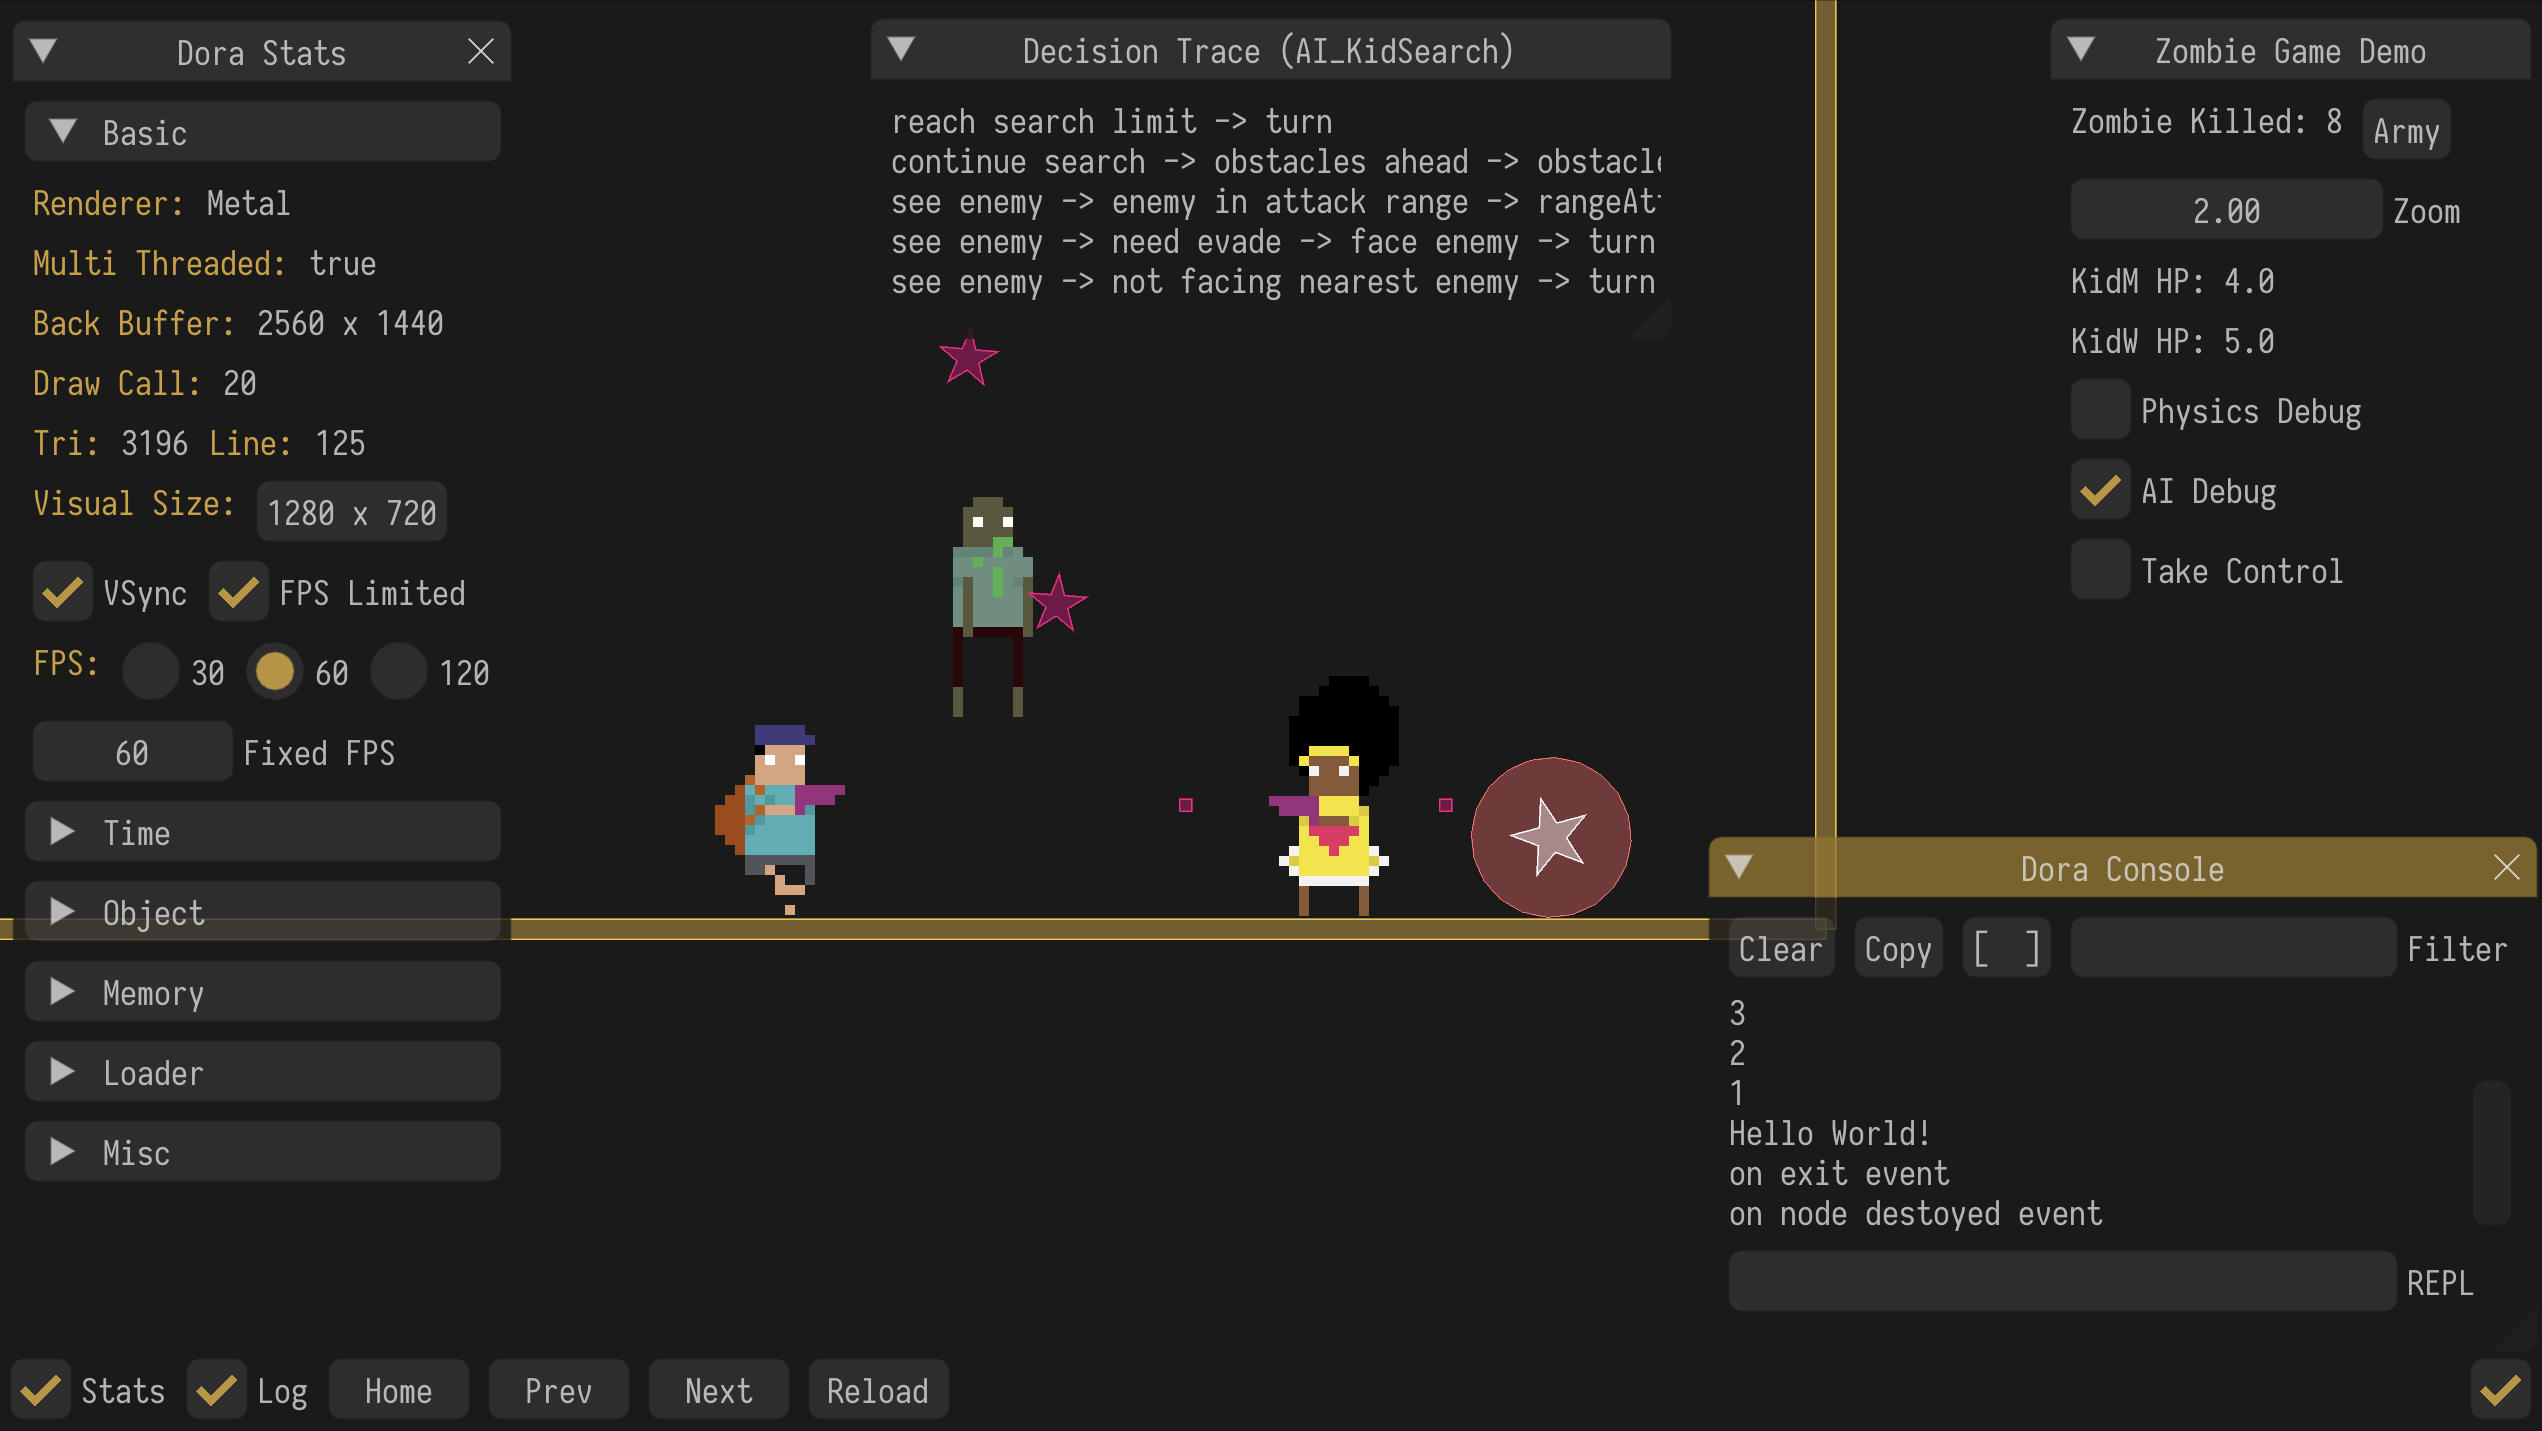 Dora Stats
Basic
Renderer: Metal
Multi Threaded: true
Back Buffer: 2560 x 1440
Draw Call: 20
Tri: 3196 Line: 125
Visual Size: 1280 x 720
VSync FPS Limited
FPS: 30 60 120
60 Fixed FPS
Time
Object
Memory
Loader
Misc
Decision Trace (AI_KidSearch)
reach search limit -> turn
continue search -> obstacles ahead -> obstacle
see enemy -> enemy in attack range -> rangeAt
see enemy -> need evade -> face enemy -> turn
see enemy -> not facing nearest enemy -> turn
Zombie Game Demo
Zombie Killed: 8 Army
2.00 Zoom
KidM HP: 4.0
KidW HP: 5.0
Physics Debug
AI Debug
Take Control
Dora Console
Clear Copy [ ] Filter
3
2
1
Hello World!
on exit event
on node destoyed event
REPL
Stats Log Home Prev Next Reload